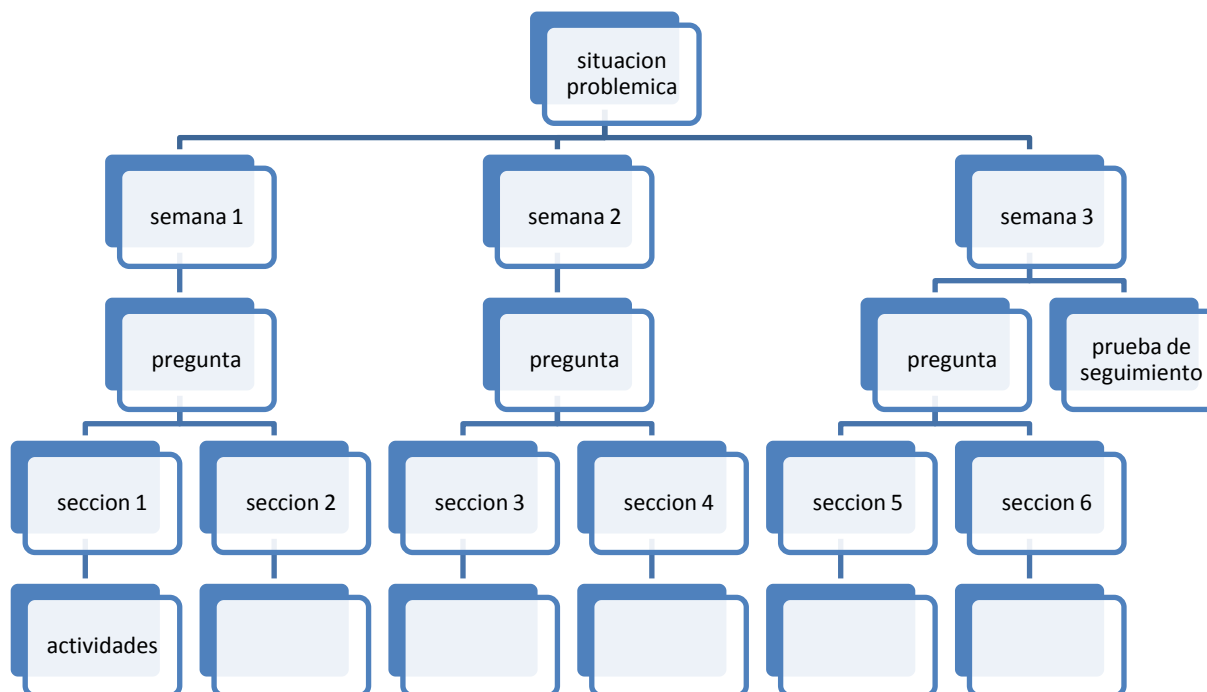 situacion
problemica
semana 1
semana 2
semana 3
pregunta
pregunta
pregunta
prueba de
seguimiento
seccion 1
seccion 2
seccion 3
seccion 4
seccion 5
seccion 6
actividades